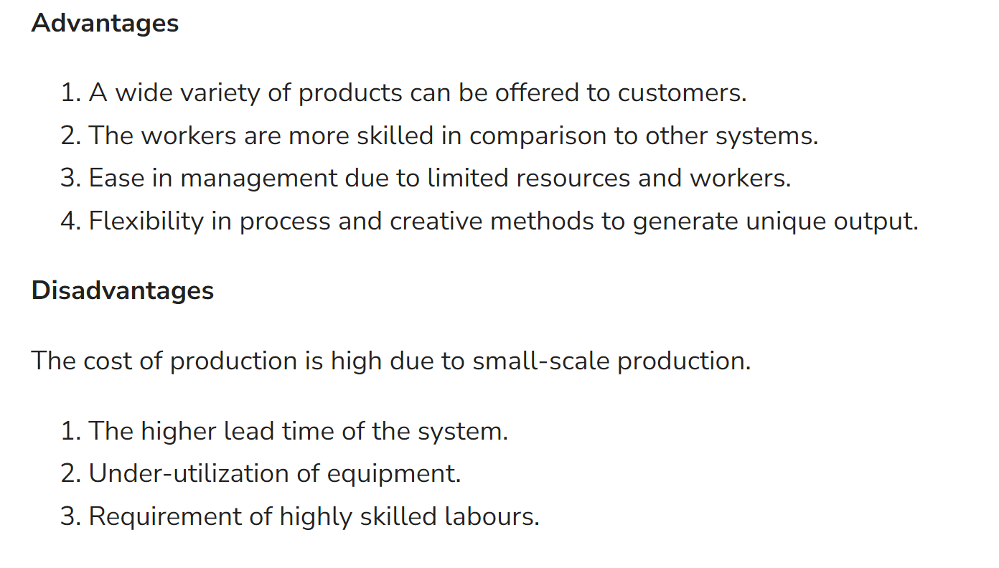 Advantages
1. A wide variety of products can be offered to customers.
2. The workers are more skilled in comparison to other systems.
3. Ease in management due to limited resources and workers.
4. Flexibility in process and creative methods to generate unique output.
Disadvantages
The cost of production is high due to small-scale production.
1. The higher lead time of the system.
2. Under-utilization of equipment.
3. Requirement of highly skilled labours.